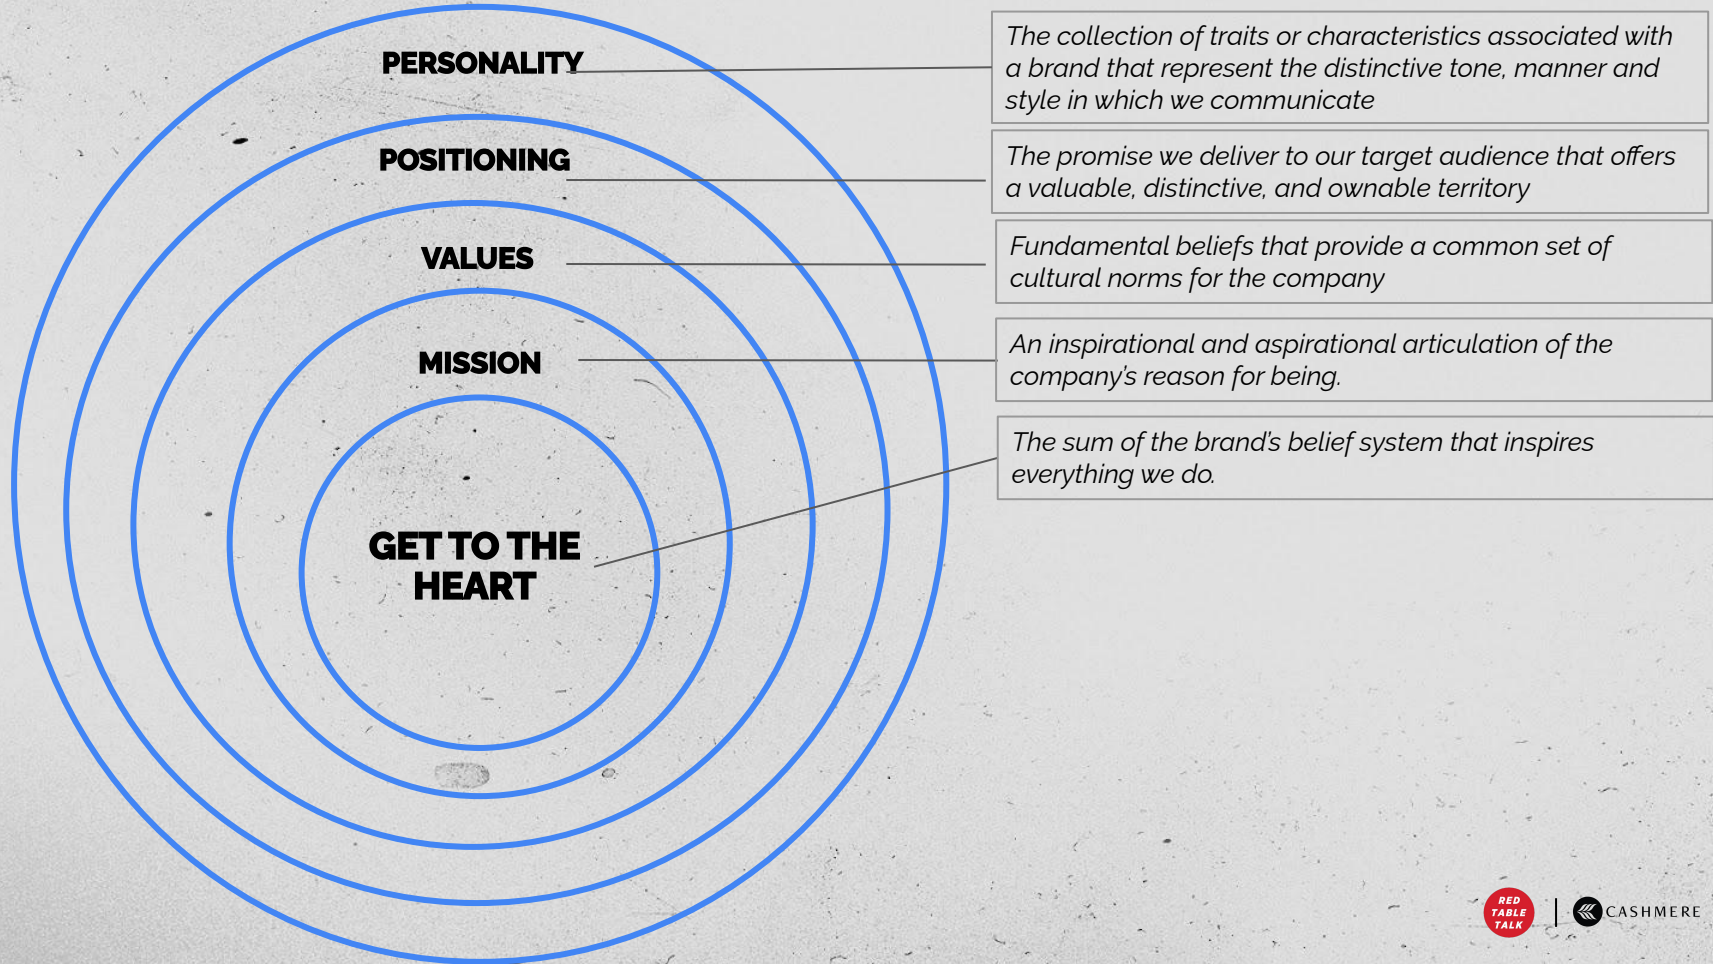 PERSONALITY
The collection of traits or characteristics associated with
a brand that represent the distinctive tone, manner and
style in which we communicate
POSITIONING
The promise we deliver to our target audience that offers
a valuable, distinctive, and ownable territory
VALUES
Fundamental beliefs that provide a common set of
cultural norms for the company
MISSION
An inspirational and aspirational articulation of the
company’s reason for being.
GET TO THE
HEART
The sum of the brand’s belief system that inspires
everything we do.
RED
TABLE
TALK
CASHMERE